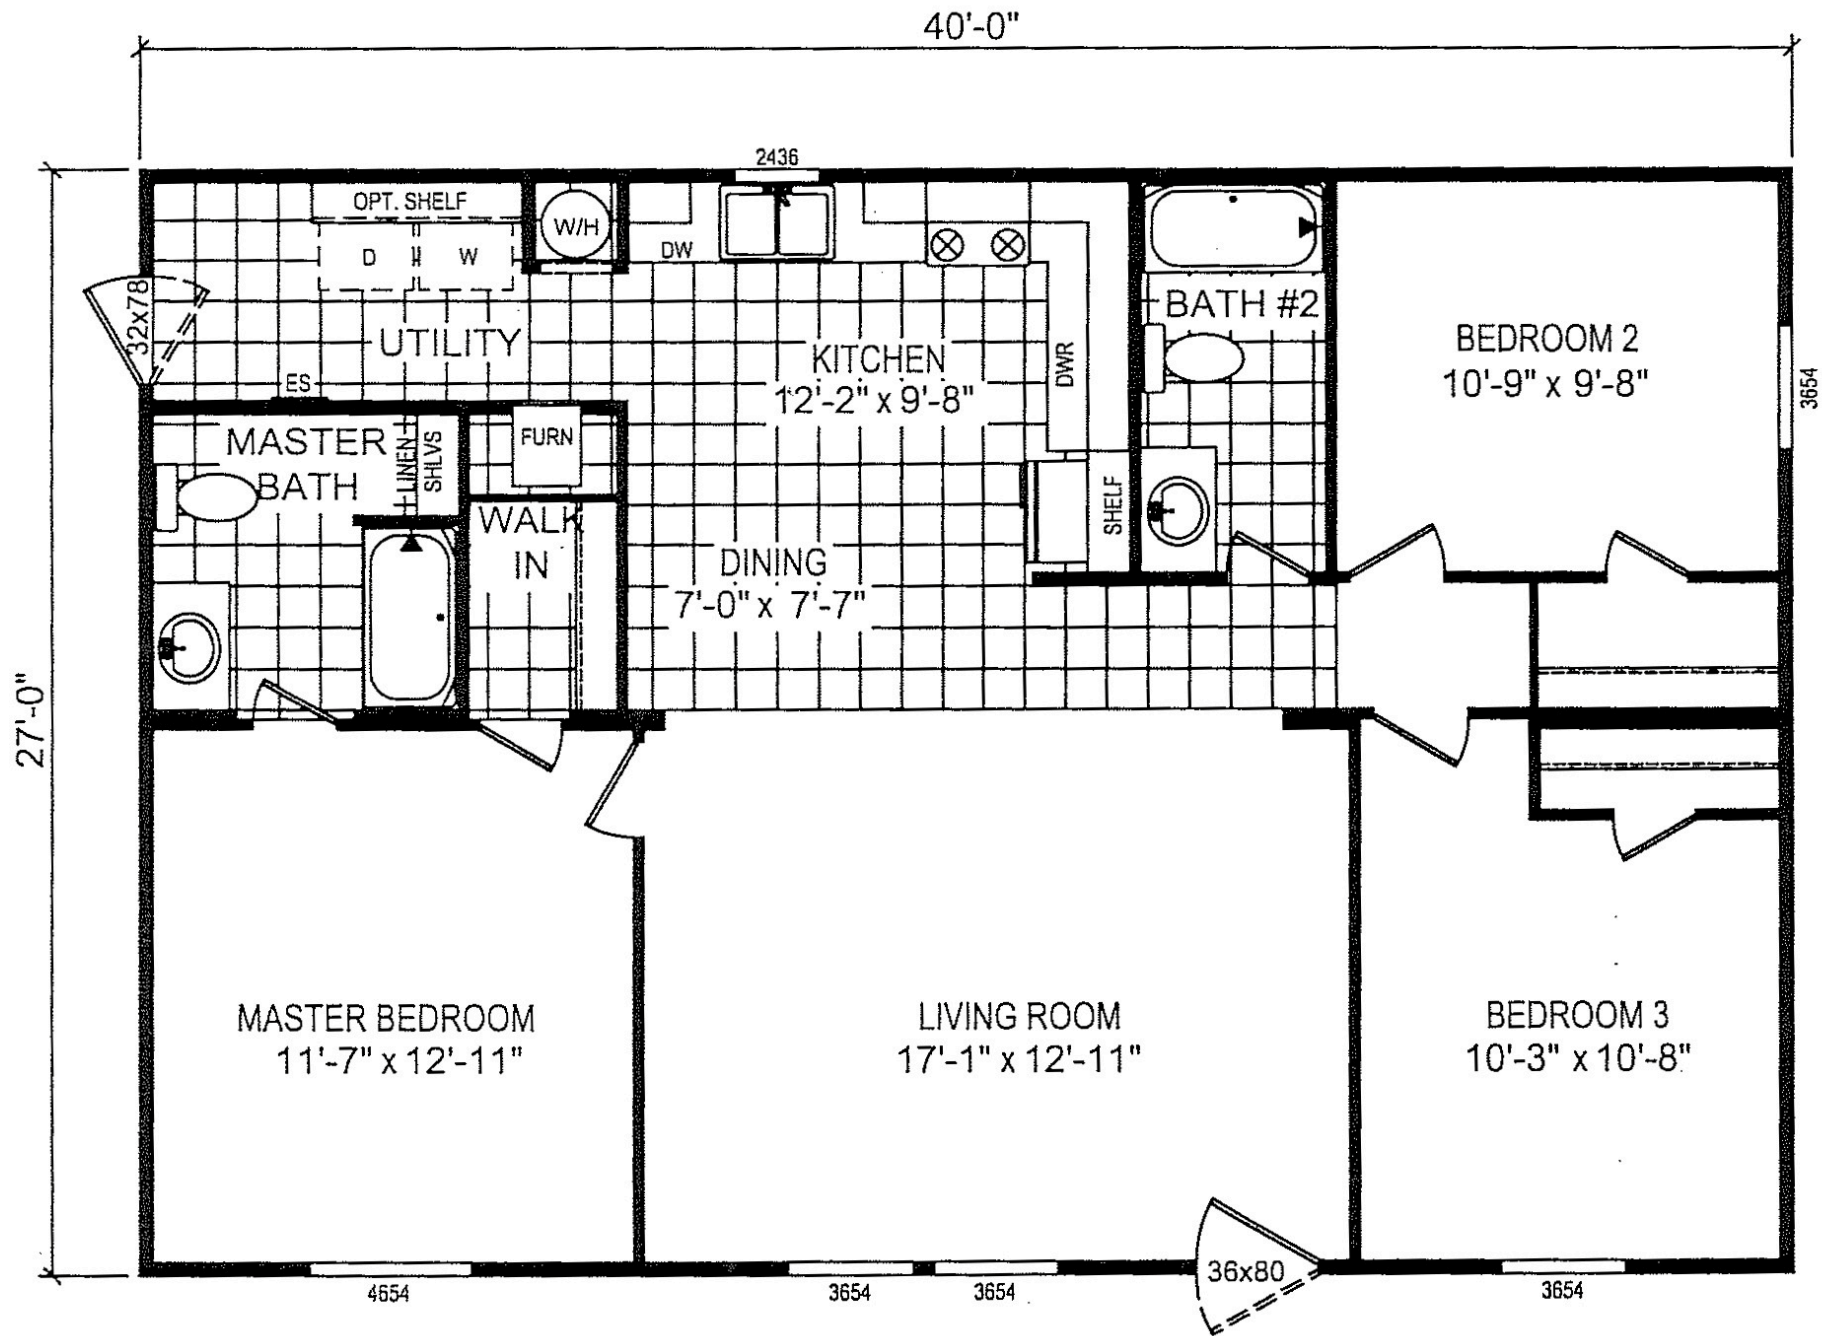 40'-0"
2436
OPT. SHELF
W/H
D
W
DW
32x78
UTILITY
ES
BATH #2
BEDROOM 2
10'-9" x 9'-8"
3654
KITCHEN
12'-2" x 9'-8"
DWR
MASTER
BATH
LINEN
SHLVS
FURN
WALK
IN
SHELF
DINING
7'-0" x 7'-7"
27'-0"
MASTER BEDROOM
11'-7" x 12'-11"
LIVING ROOM
17'-1" x 12'-11"
BEDROOM 3
10'-3" x 10'-8"
36x80
4654
3654
3654
3654